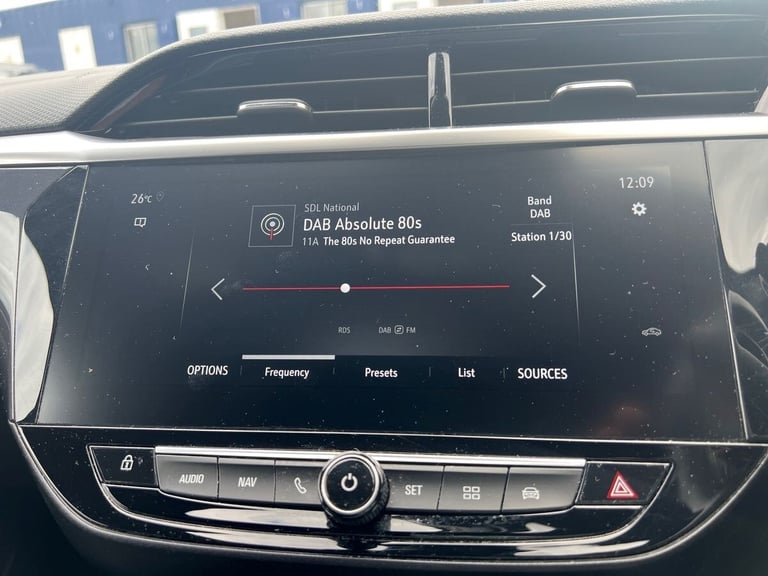 26°C
12:09
SDL National
DAB Absolute 80s
11A The 80s No Repeat Guarantee
Band
DAB
Station 1/30
RDS DAB FM
OPTIONS Frequency Presets List SOURCES
AUDIO NAV SET